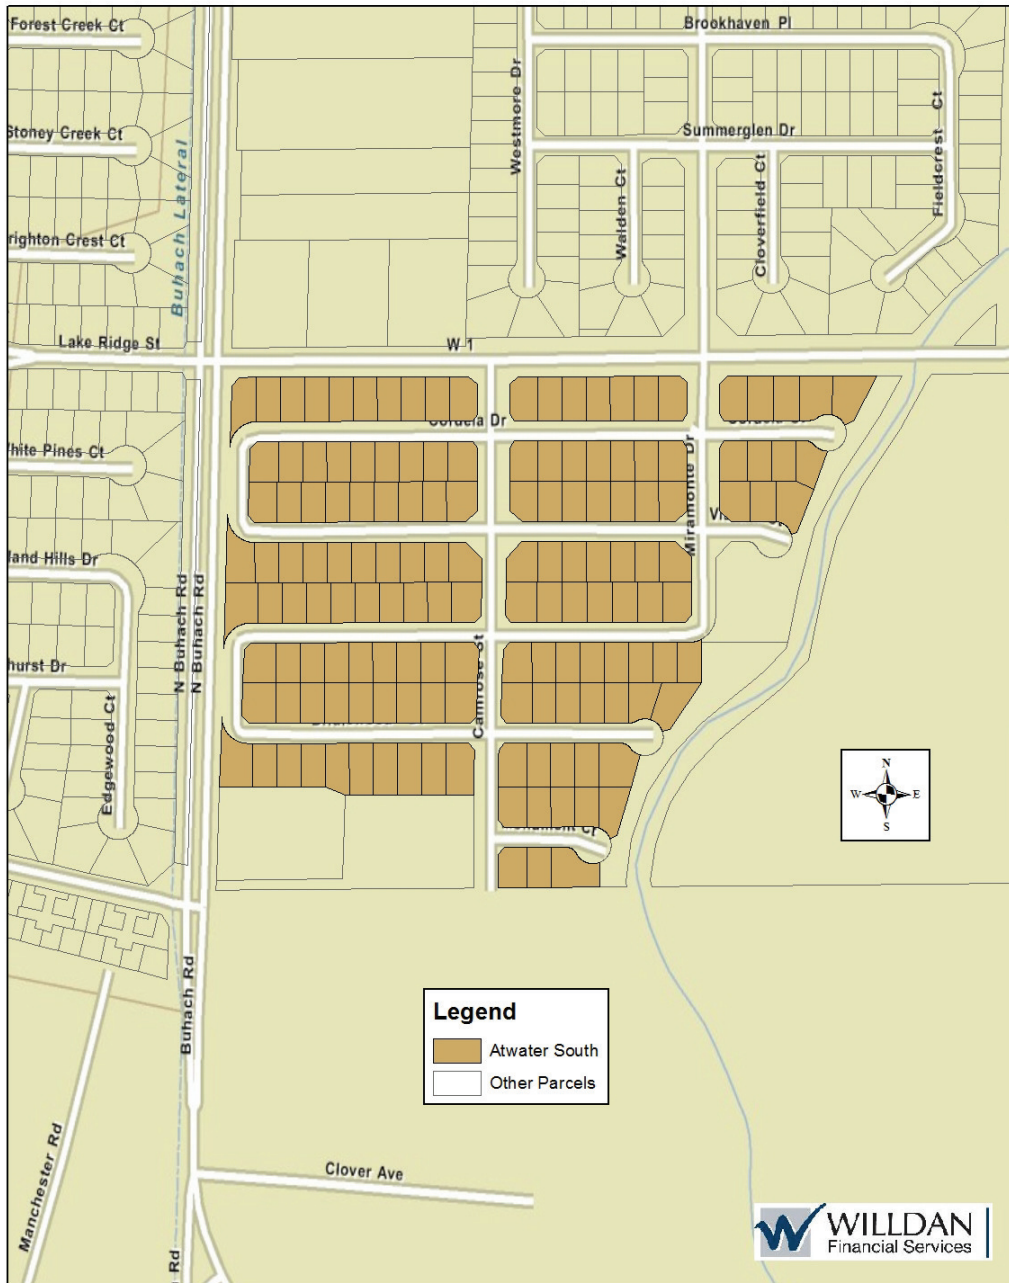 Forest Creek Ct
Brookhaven Pl
Westmore Dr
Stoney Creek Ct
Summerglen Dr
Fieldcrest Ct
Buhach Lateral
Walden Ct
Cloverfield Ct
righton Crest Ct
Lake Ridge St
W 1
Cordela Dr
White Pines Ct
Miramonte Dr
land Hills Dr
N Buhach Rd
N Buhach Rd
Camrose St
hurst Dr
Edgewood Ct
N
W
E
S
Buhach Rd
Legend
Atwater South
Other Parcels
Manchester Rd
Clover Ave
Rd
W WILLDAN
Financial Services